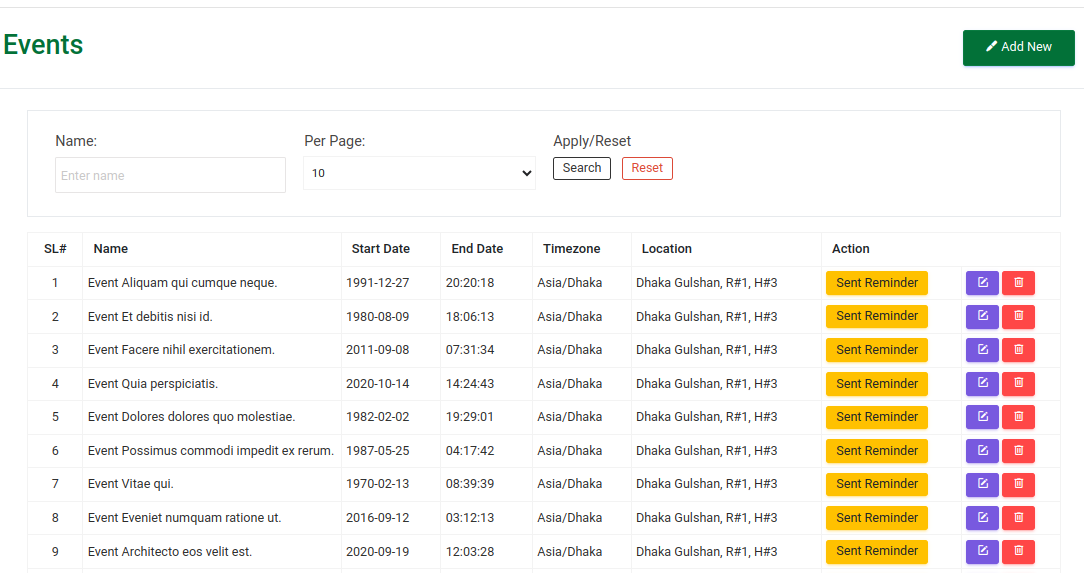 Events
Add New
Name: Per Page: Apply/Reset
Enter name 10 Search Reset
SL# Name Start Date End Date Timezone Location Action
1 Event Aliquam qui cumque neque. 1991-12-27 20:20:18 Asia/Dhaka Dhaka Gulshan, R#1, H#3 Sent Reminder
2 Event Et debitis nisi id. 1980-08-09 18:06:13 Asia/Dhaka Dhaka Gulshan, R#1, H#3 Sent Reminder
3 Event Facere nihil exercitationem. 2011-09-08 07:31:34 Asia/Dhaka Dhaka Gulshan, R#1, H#3 Sent Reminder
4 Event Quia perspiciatis. 2020-10-14 14:24:43 Asia/Dhaka Dhaka Gulshan, R#1, H#3 Sent Reminder
5 Event Dolores dolores quo molestiae. 1982-02-02 19:29:01 Asia/Dhaka Dhaka Gulshan, R#1, H#3 Sent Reminder
6 Event Possimus commodi impedit ex rerum. 1987-05-25 04:17:42 Asia/Dhaka Dhaka Gulshan, R#1, H#3 Sent Reminder
7 Event Vitae qui. 1970-02-13 08:39:39 Asia/Dhaka Dhaka Gulshan, R#1, H#3 Sent Reminder
8 Event Eveniet numquam ratione ut. 2016-09-12 03:12:13 Asia/Dhaka Dhaka Gulshan, R#1, H#3 Sent Reminder
9 Event Architecto eos velit est. 2020-09-19 12:03:28 Asia/Dhaka Dhaka Gulshan, R#1, H#3 Sent Reminder